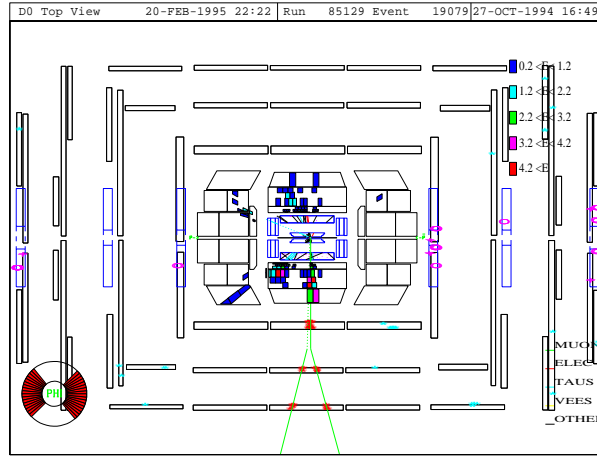 D0 Top View 20-FEB-1995 22:22 Run 85129 Event 19079 27-OCT-1994 16:49
0.2 <E< 1.2
1.2 <E< 2.2
2.2 <E< 3.2
3.2 <E< 4.2
4.2 <E
PHI
MUON
ELEC
TAUS
VEES
_OTHER